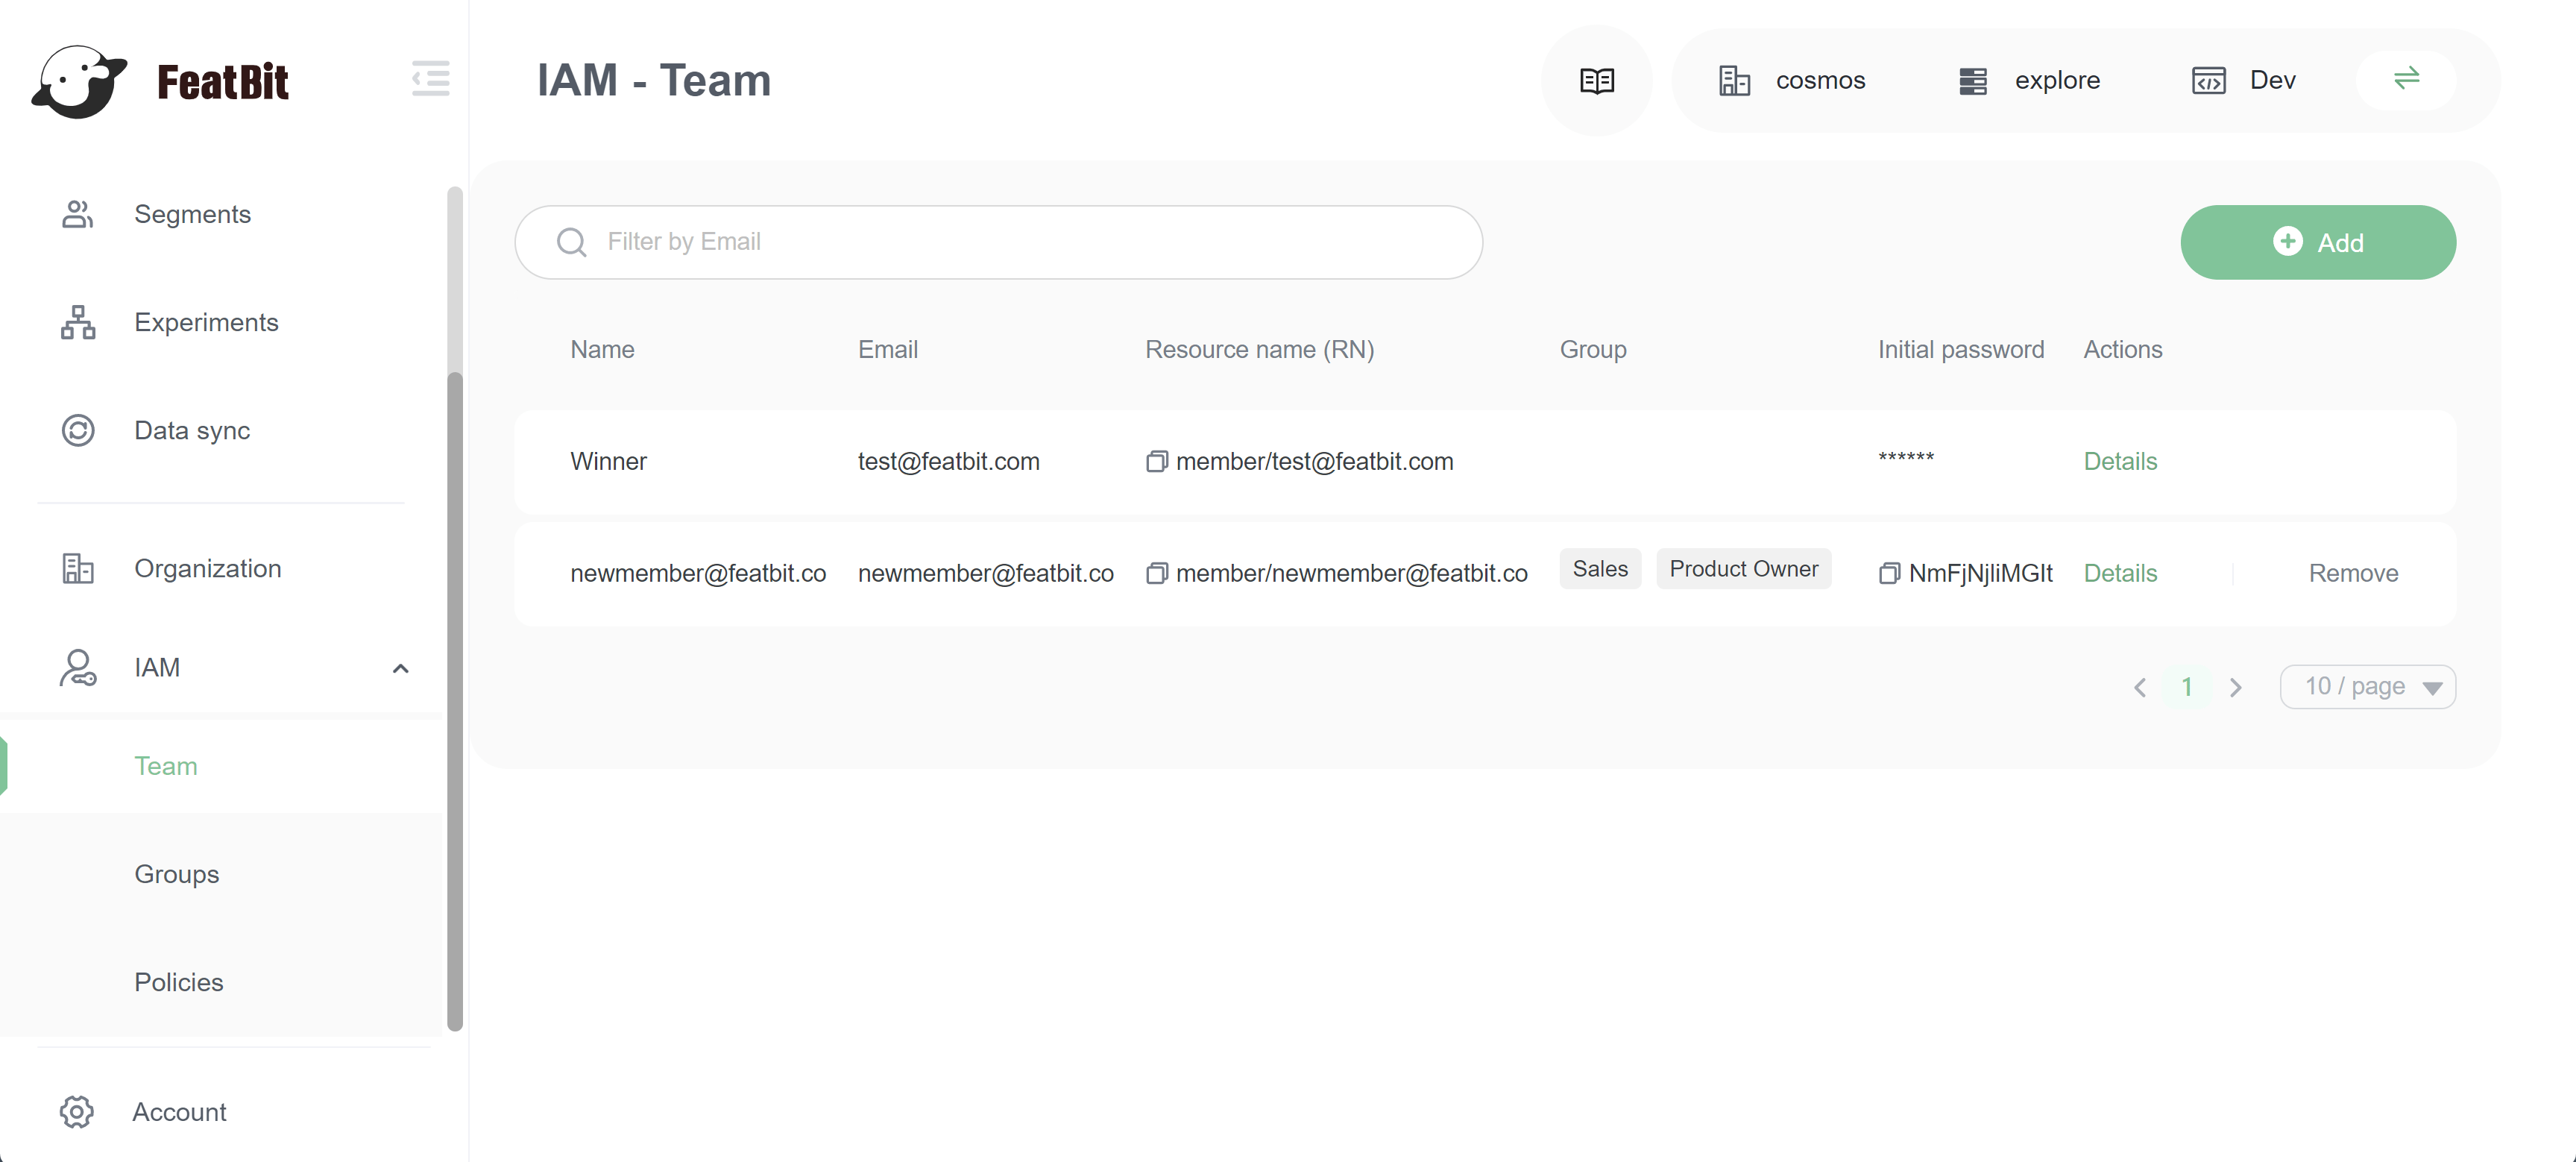 FeatBit
IAM - Team
cosmos
explore
Dev
Segments
Experiments
Data sync
Organization
IAM
Team
Groups
Policies
Account
Filter by Email
Add
Name Email Resource name (RN) Group Initial password Actions
Winner test@featbit.com member/test@featbit.com ****** Details
newmember@featbit.co newmember@featbit.co member/newmember@featbit.co Sales Product Owner NmFjNjliMGIt Details Remove
1 10 / page